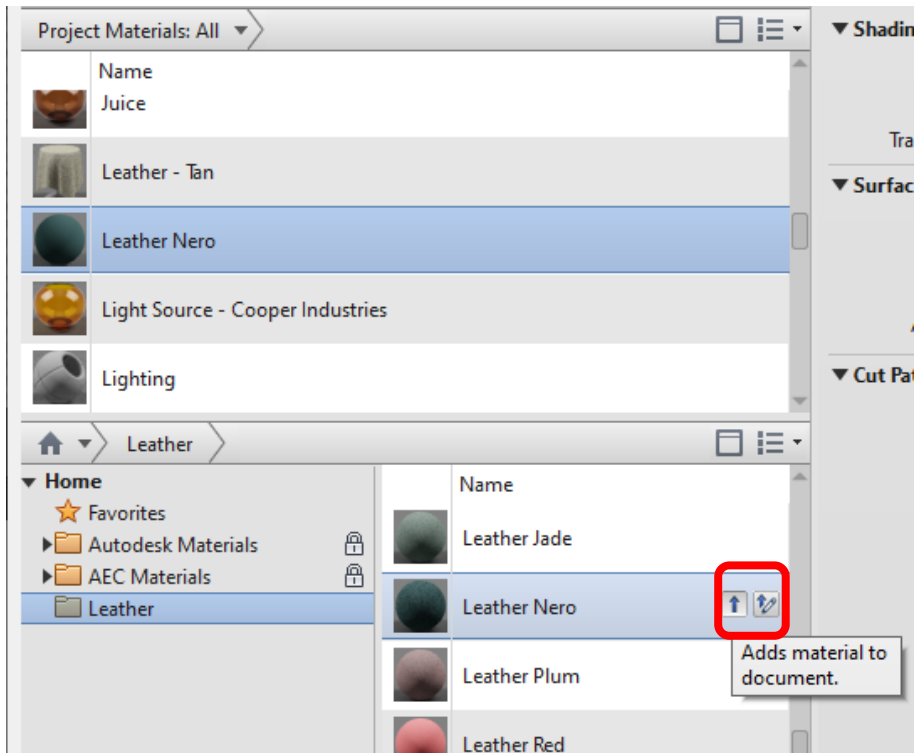 Project Materials: All
Name
Juice
Leather - Tan
Leather Nero
Light Source - Cooper Industries
Lighting
Leather
Home
Favorites
Autodesk Materials
AEC Materials
Leather
Name
Leather Jade
Leather Nero
Adds material to
document.
Leather Plum
Leather Red
Shadin
Tra
Surfac
Cut Pat